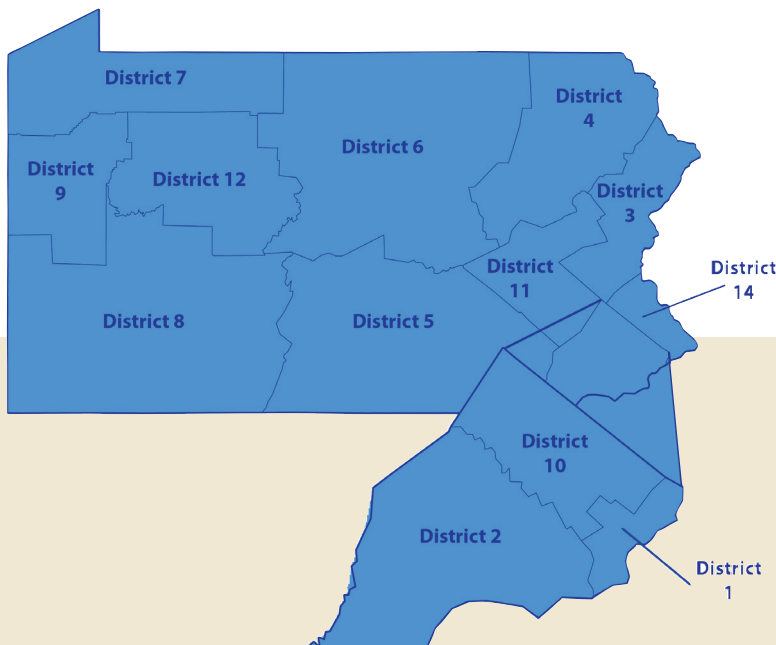 District 7
District
4
District 6
District
9
District 12
District
3
District
11
District
14
District 8
District 5
District
10
District 2
District
1